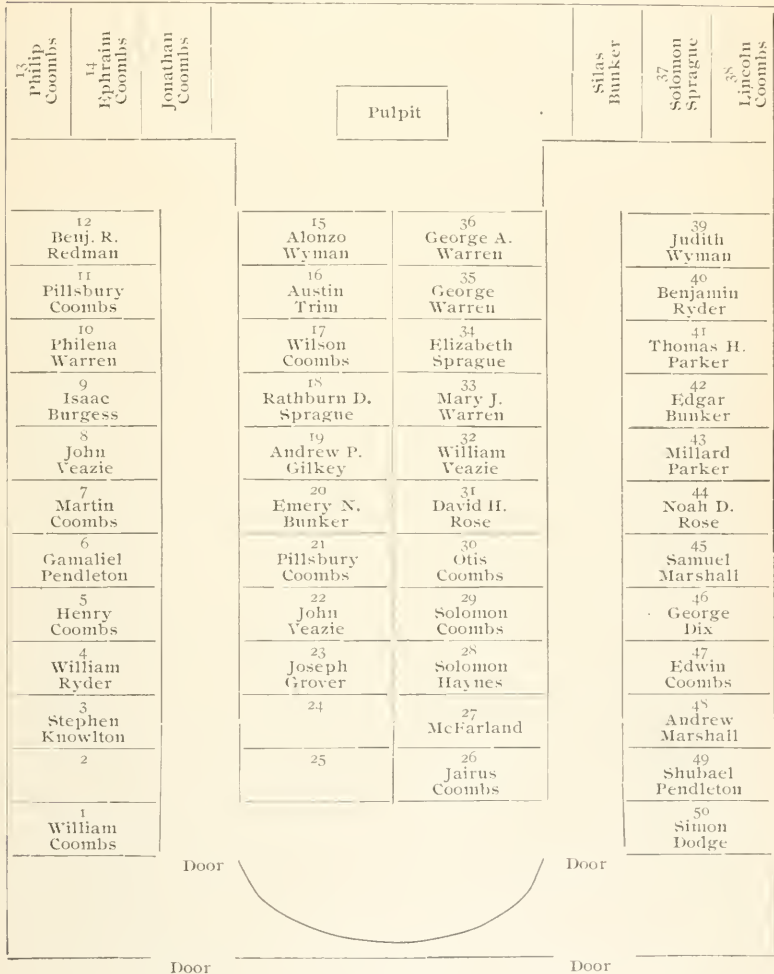 13
Philip
Coombs
14
Ephraim
Coombs
Jonathan
Coombs
Pulpit
Silas
Bunker
37
Solomon
Sprague
38
Lincoln
Coombs
12
Benj. R.
Redman
11
Pillsbury
Coombs
10
Philena
Warren
9
Isaac
Burgess
8
John
Veazie
7
Martin
Coombs
6
Gamaliel
Pendleton
5
Henry
Coombs
4
William
Ryder
3
Stephen
Knowlton
2
1
William
Coombs
15
Alonzo
Wyman
16
Austin
Trim
17
Wilson
Coombs
18
Rathburn D.
Sprague
19
Andrew P.
Gilkey
20
Emery N.
Bunker
21
Pillsbury
Coombs
22
John
Veazie
23
Joseph
Grover
24
25
36
George A.
Warren
35
George
Warren
34
Elizabeth
Sprague
33
Mary J.
Warren
32
William
Veazie
31
David H.
Rose
30
Otis
Coombs
29
Solomon
Coombs
28
Solomon
Haynes
27
McFarland
26
Jairus
Coombs
39
Judith
Wyman
40
Benjamin
Ryder
41
Thomas H.
Parker
42
Edgar
Bunker
43
Millard
Parker
44
Noah D.
Rose
45
Samuel
Marshall
46
George
Dix
47
Edwin
Coombs
48
Andrew
Marshall
49
Shubael
Pendleton
50
Simon
Dodge
Door
Door
Door
Door